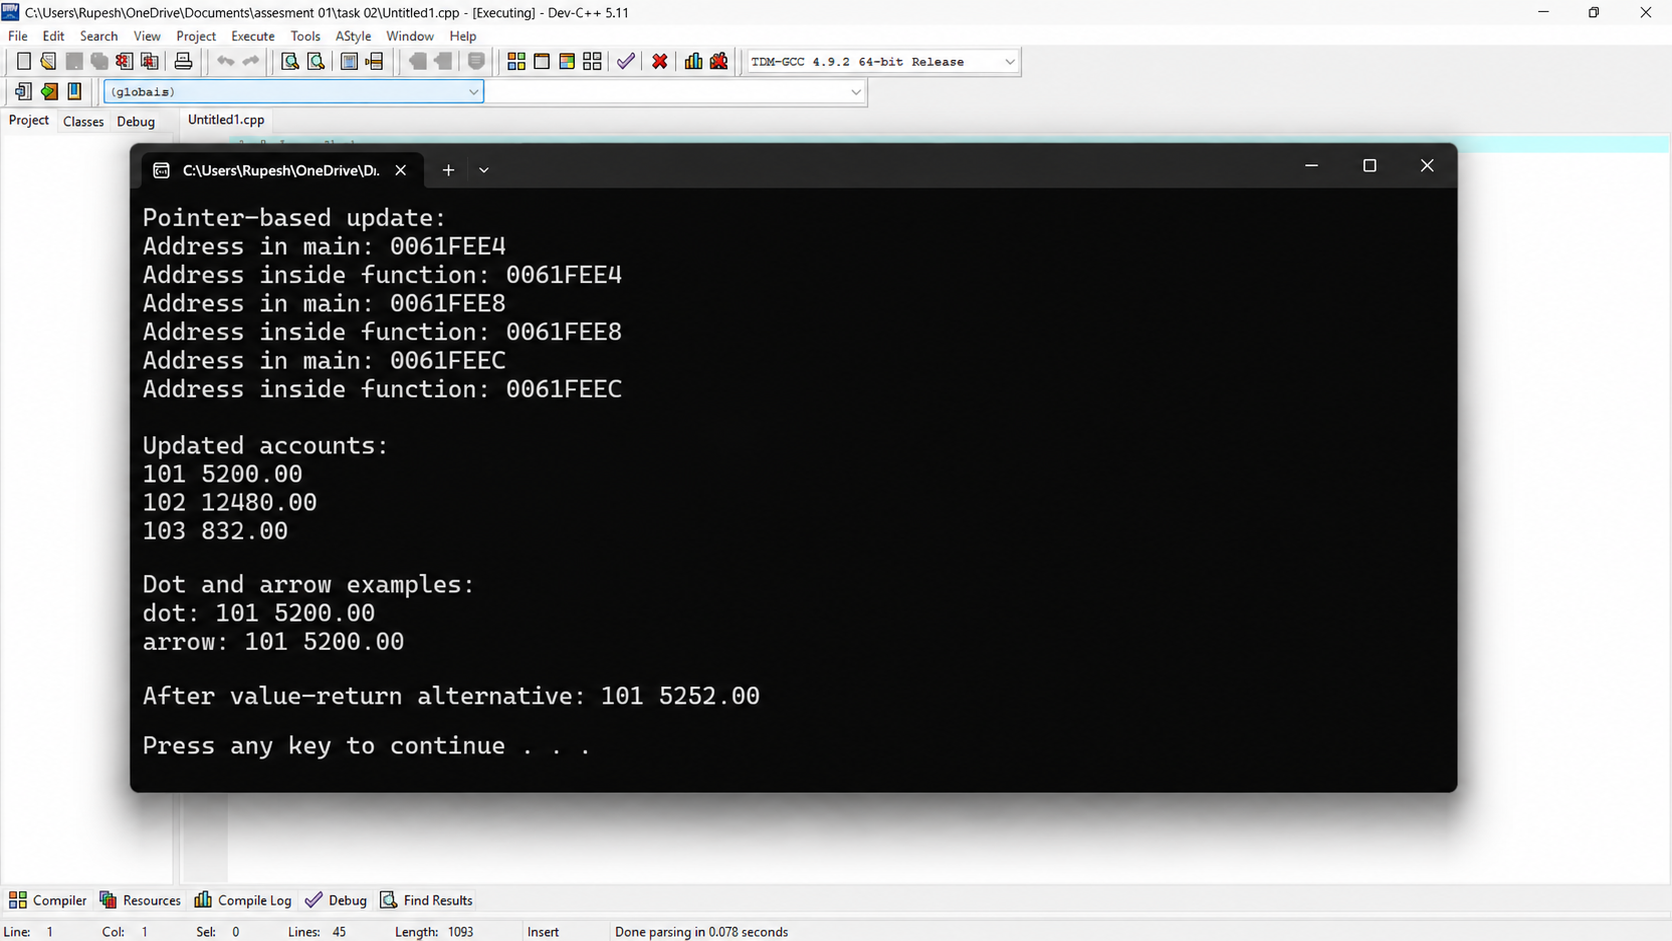 C:\Users\Rupesh\OneDrive\Documents\assesment 01\task 02\Untitled1.cpp - [Executing] - Dev-C++ 5.11
File Edit Search View Project Execute Tools AStyle Window Help
TDM-GCC 4.9.2 64-bit Release
(globals)
Project Classes Debug Untitled1.cpp
C:\Users\Rupesh\OneDrive\D
Pointer-based update:
Address in main: 0061FEE4
Address inside function: 0061FEE4
Address in main: 0061FEE8
Address inside function: 0061FEE8
Address in main: 0061FEEC
Address inside function: 0061FEEC
Updated accounts:
101 5200.00
102 12480.00
103 832.00
Dot and arrow examples:
dot: 101 5200.00
arrow: 101 5200.00
After value-return alternative: 101 5252.00
Press any key to continue . . .
Compiler Resources Compile Log Debug Find Results
Line: 1 Col: 1 Sel: 0 Lines: 45 Length: 1093 Insert Done parsing in 0.078 seconds